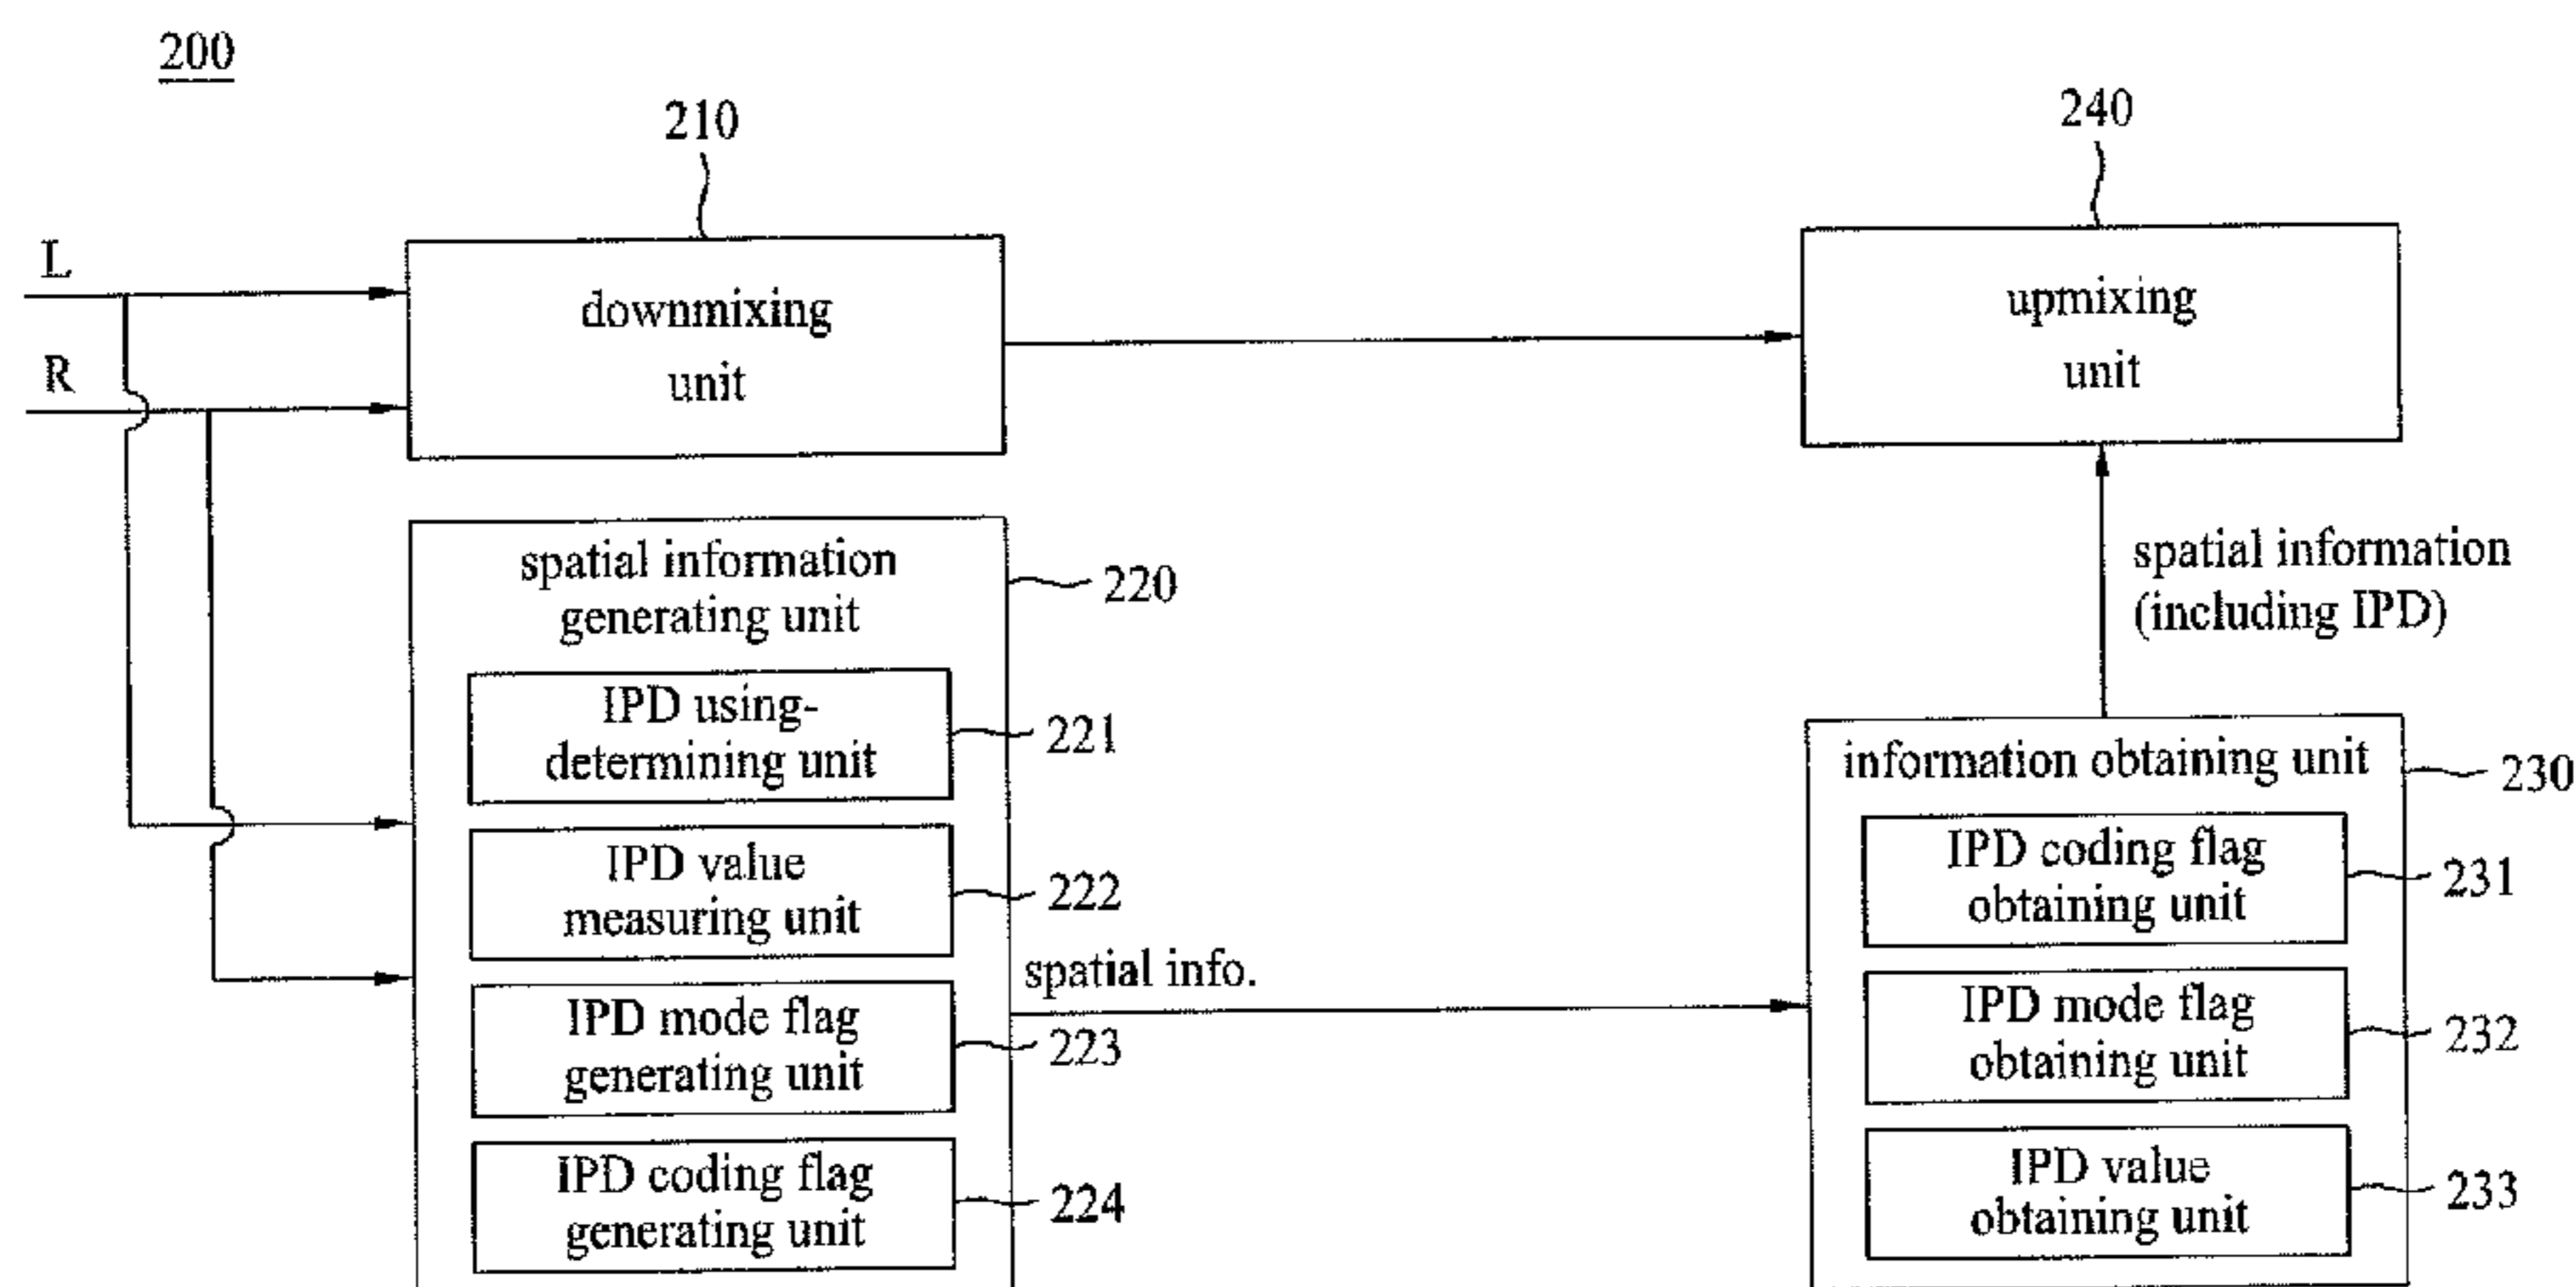 200
210
240
L
R
downmixing
unit
upmixing
unit
spatial information
generating unit
220
IPD using-
determining unit
221
IPD value
measuring unit
222
IPD mode flag
generating unit
223
IPD coding flag
generating unit
224
spatial info.
spatial information
(including IPD)
information obtaining unit
230
IPD coding flag
obtaining unit
231
IPD mode flag
obtaining unit
232
IPD value
obtaining unit
233